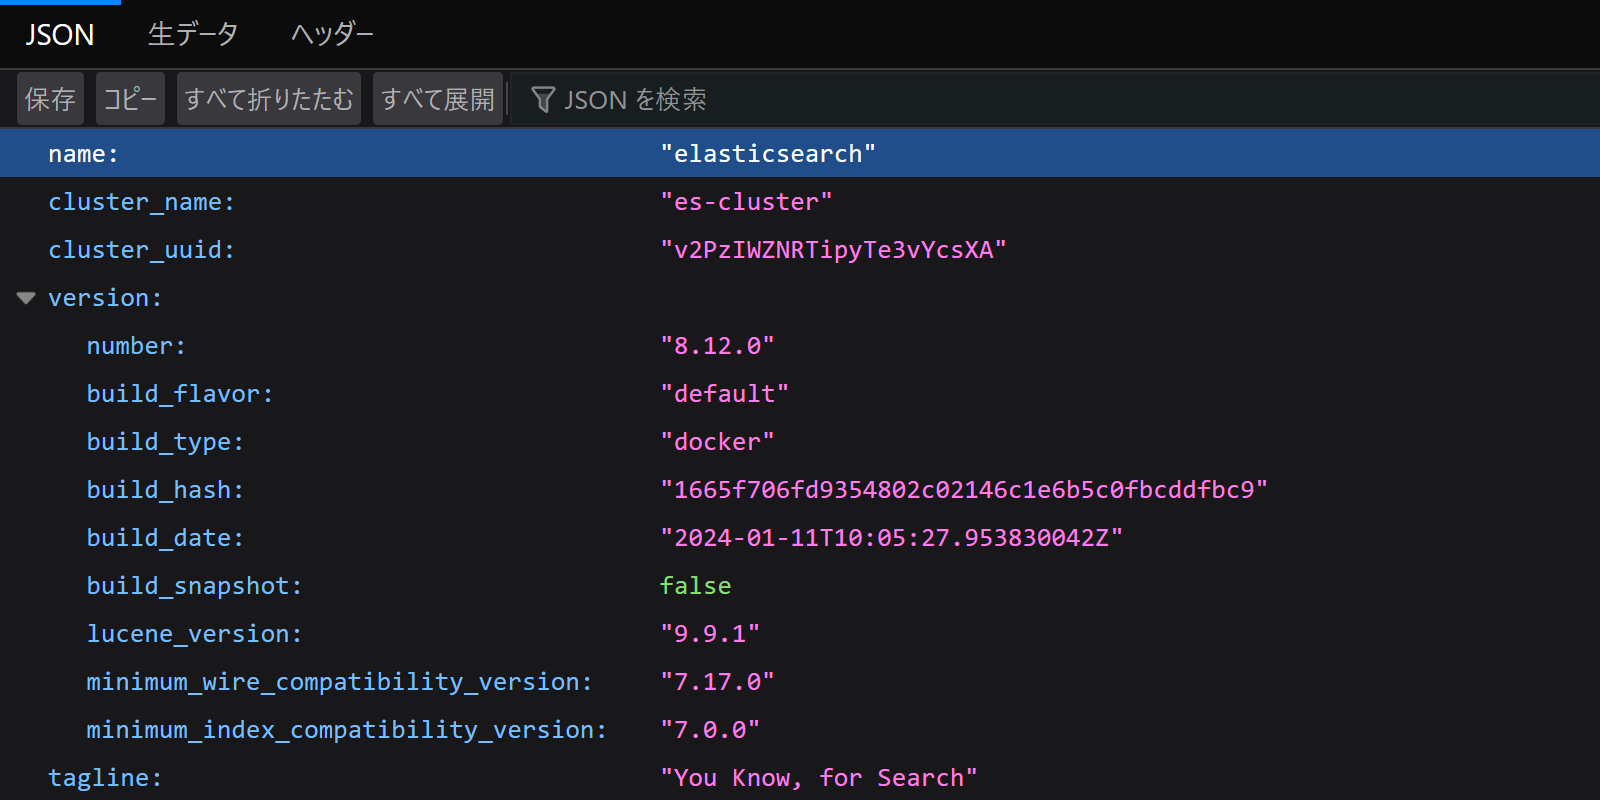 JSON 生データ ヘッダー
保存 コピー すべて折りたたむ すべて展開 JSON を検索
name: "elasticsearch"
cluster_name: "es-cluster"
cluster_uuid: "v2PzIWZNRTipyTe3vYcsXA"
version:
number: "8.12.0"
build_flavor: "default"
build_type: "docker"
build_hash: "1665f706fd9354802c02146c1e6b5c0fbcddfbc9"
build_date: "2024-01-11T10:05:27.953830042Z"
build_snapshot: false
lucene_version: "9.9.1"
minimum_wire_compatibility_version: "7.17.0"
minimum_index_compatibility_version: "7.0.0"
tagline: "You Know, for Search"